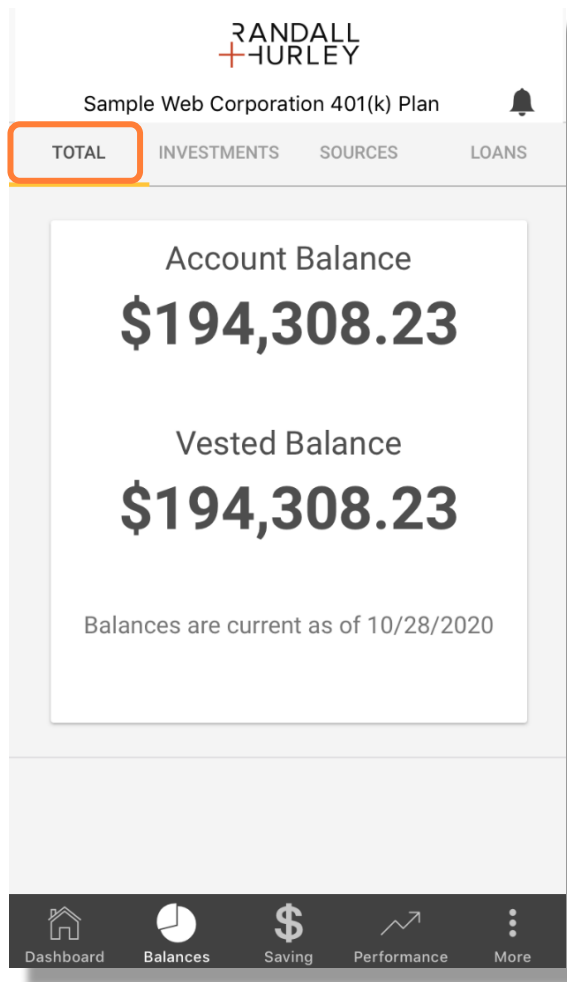 RANDALL
HURLEY
Sample Web Corporation 401(k) Plan
TOTAL INVESTMENTS SOURCES LOANS
Account Balance
$194,308.23
Vested Balance
$194,308.23
Balances are current as of 10/28/2020
$
Dashboard Balances Saving Performance More